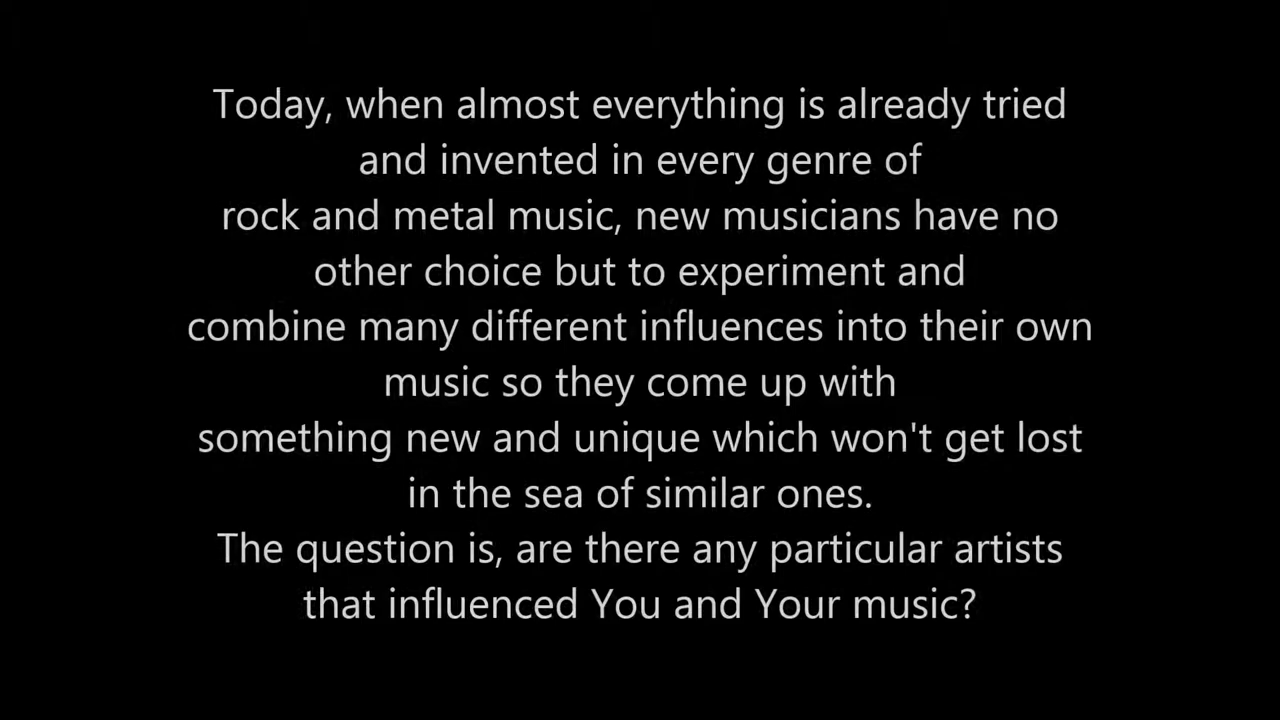 Today, when almost everything is already tried
and invented in every genre of
rock and metal music, new musicians have no
other choice but to experiment and
combine many different influences into their own
music so they come up with
something new and unique which won't get lost
in the sea of similar ones.
The question is, are there any particular artists
that influenced You and Your music?